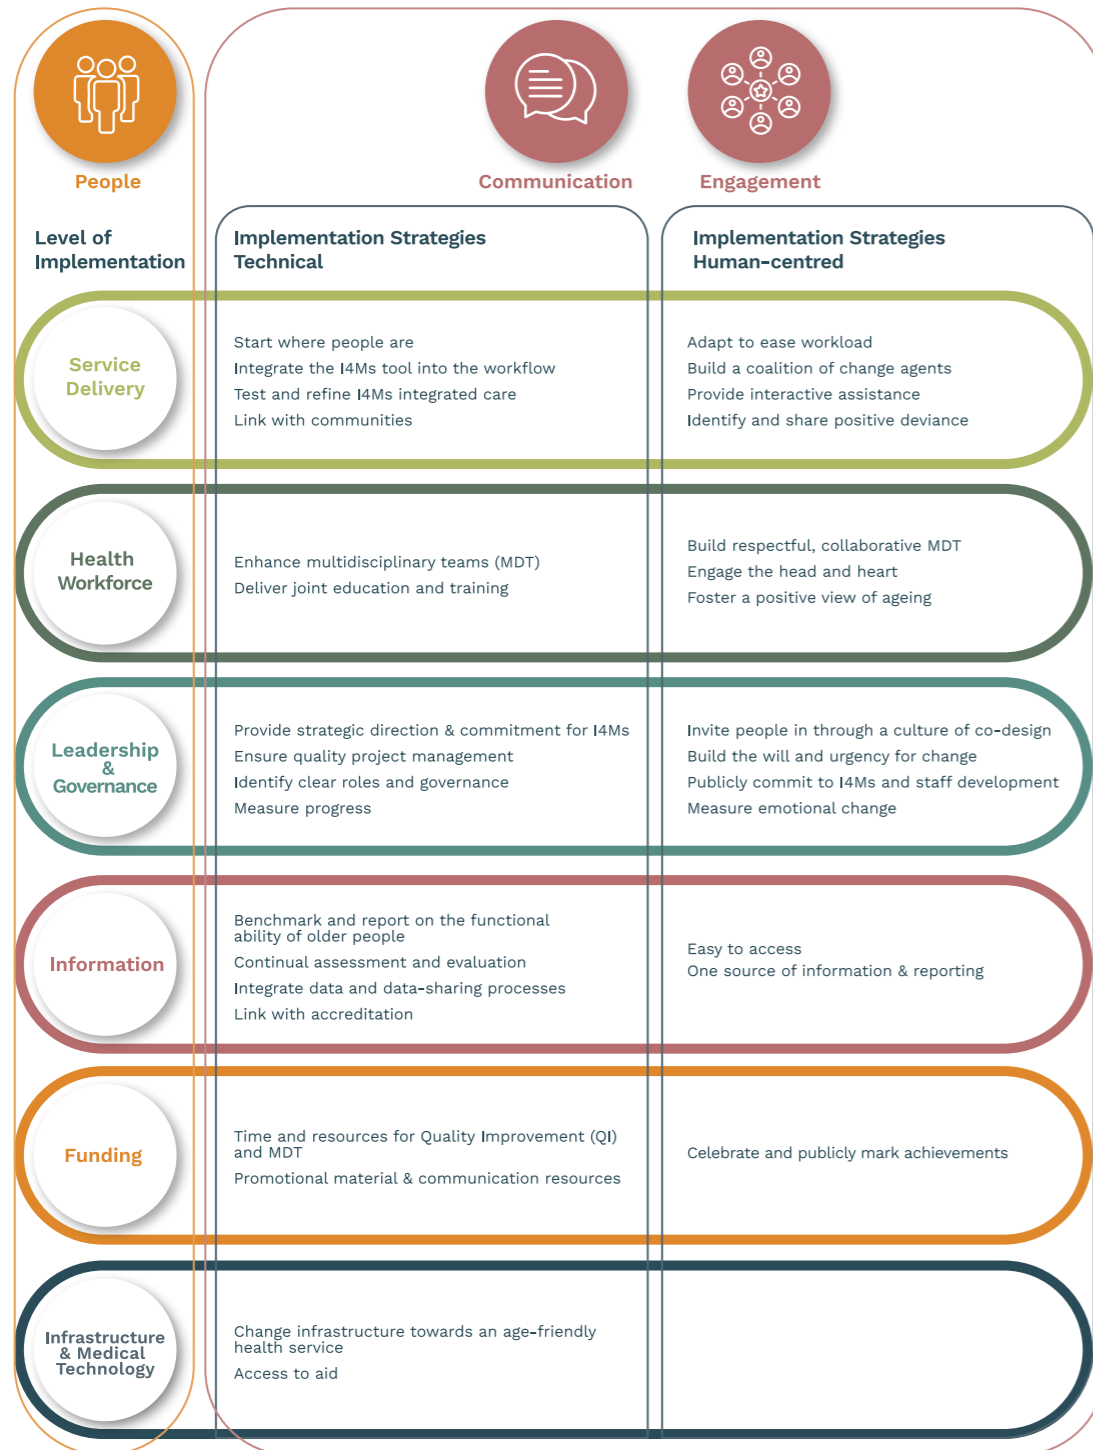 People
Communication
Engagement
Level of
Implementation
Implementation Strategies
Technical
Implementation Strategies
Human-centred
Service
Delivery
Start where people are
Integrate the I4Ms tool into the workflow
Test and refine I4Ms integrated care
Link with communities
Adapt to ease workload
Build a coalition of change agents
Provide interactive assistance
Identify and share positive deviance
Health
Workforce
Enhance multidisciplinary teams (MDT)
Deliver joint education and training
Build respectful, collaborative MDT
Engage the head and heart
Foster a positive view of ageing
Leadership
&
Governance
Provide strategic direction & commitment for I4Ms
Ensure quality project management
Identify clear roles and governance
Measure progress
Invite people in through a culture of co-design
Build the will and urgency for change
Publicly commit to I4Ms and staff development
Measure emotional change
Information
Benchmark and report on the functional
ability of older people
Continual assessment and evaluation
Integrate data and data-sharing processes
Link with accreditation
Easy to access
One source of information & reporting
Funding
Time and resources for Quality Improvement (QI)
and MDT
Promotional material & communication resources
Celebrate and publicly mark achievements
Infrastructure
& Medical
Technology
Change infrastructure towards an age-friendly
health service
Access to aid